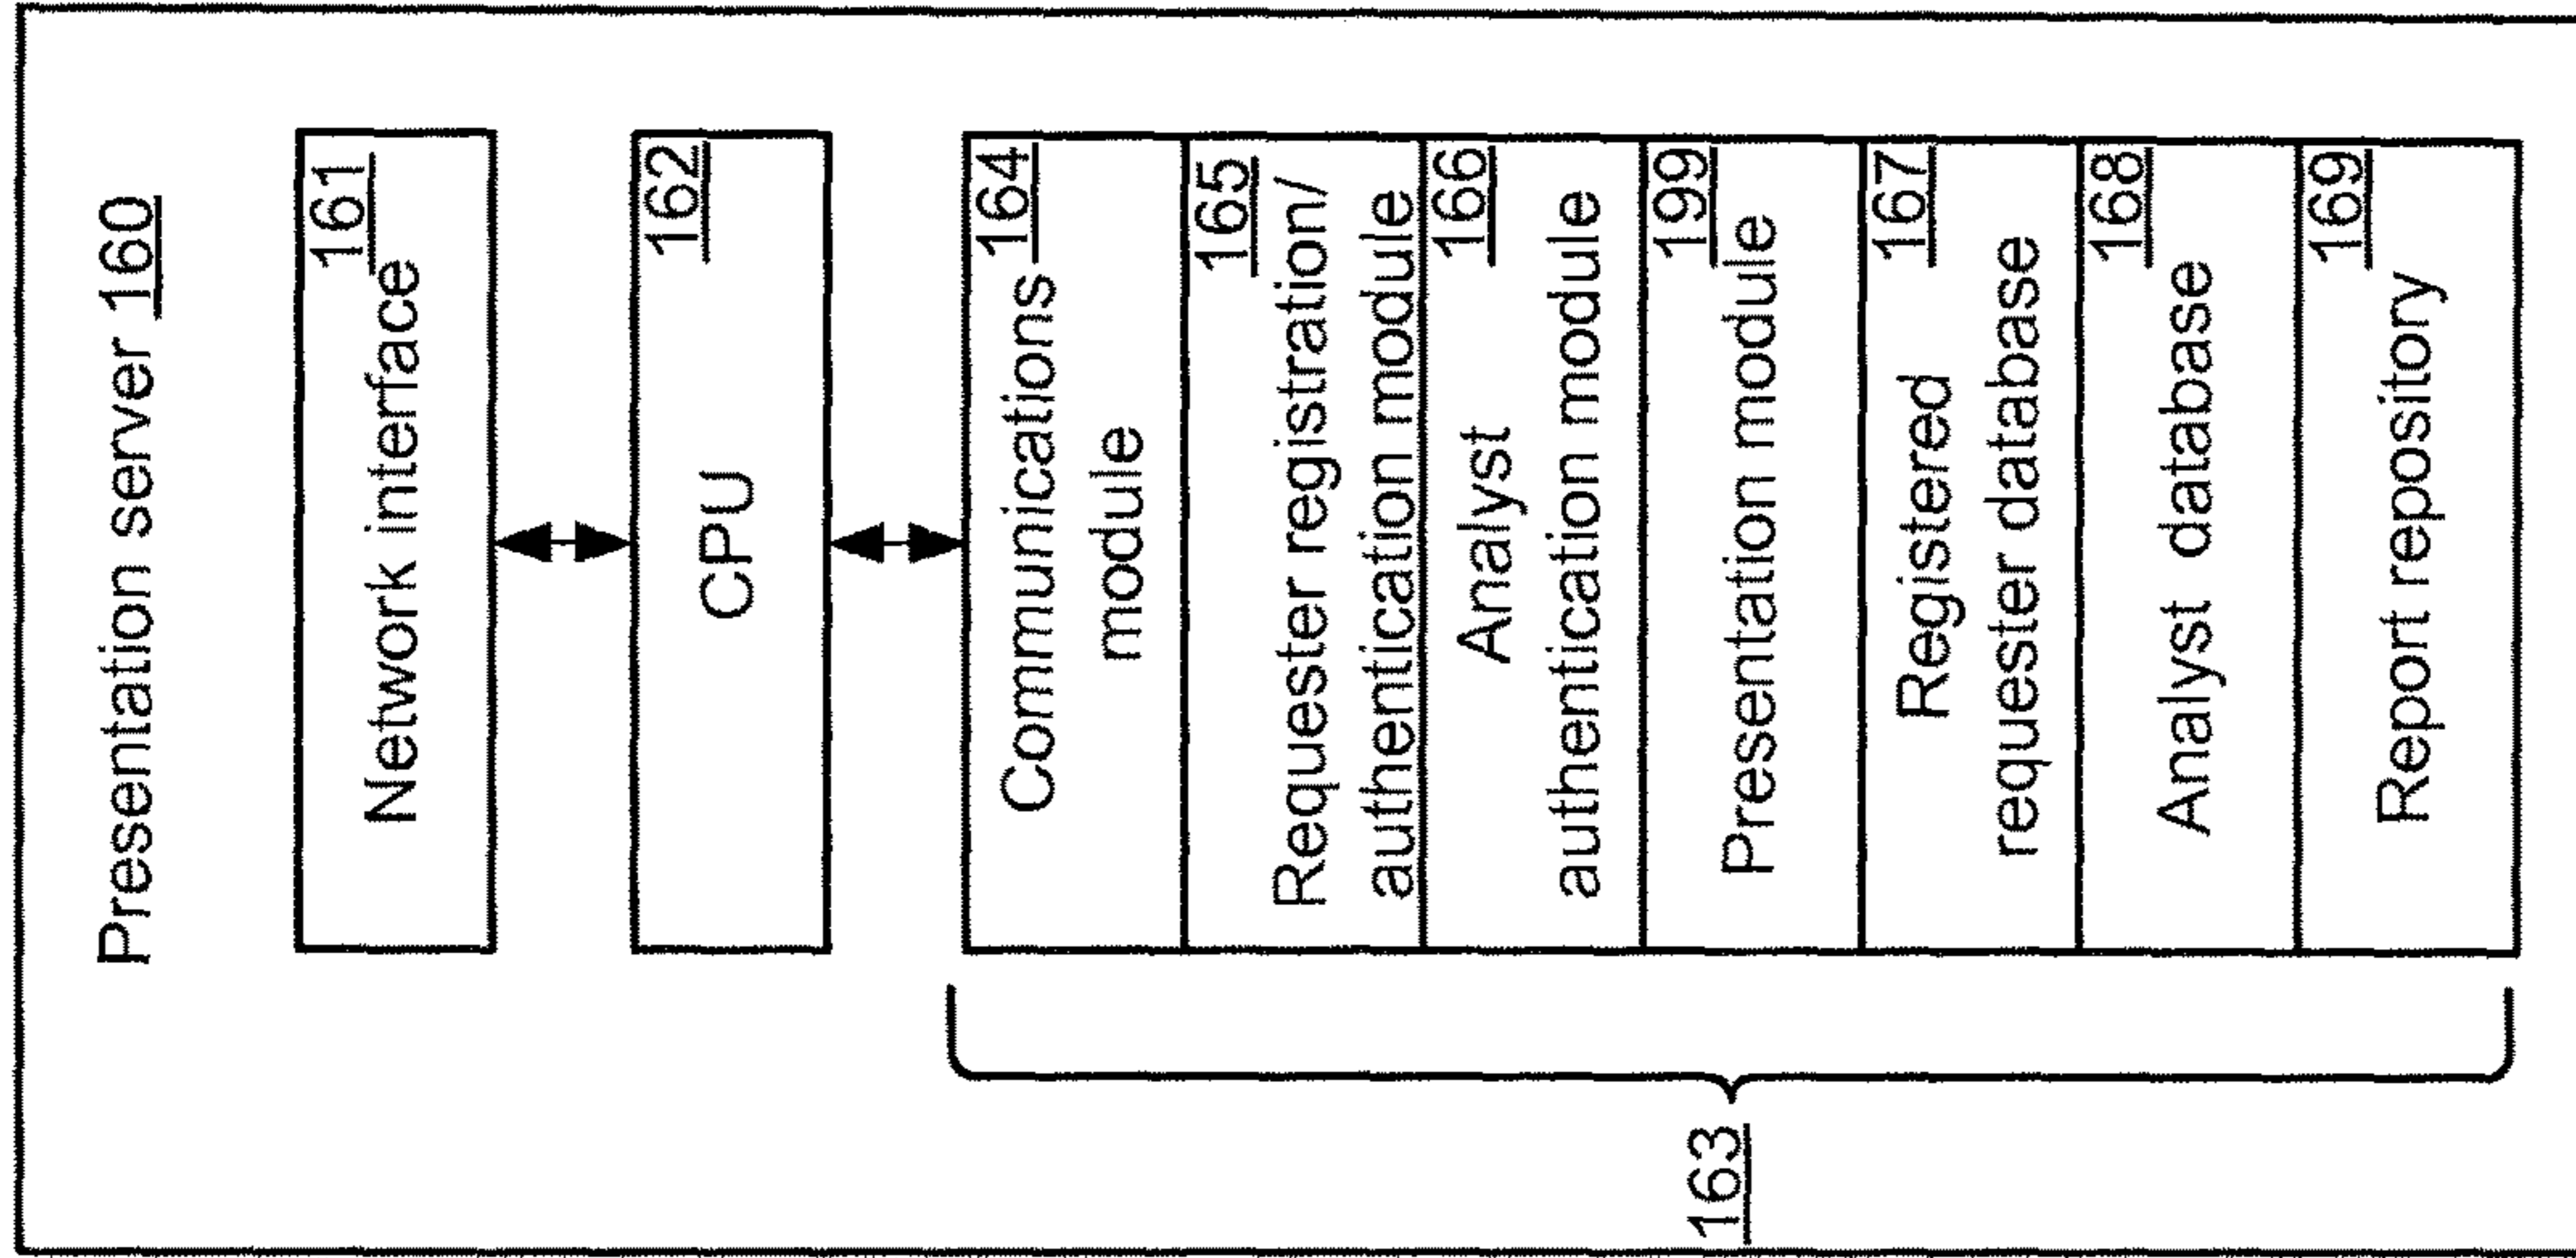 Presentation server 160
161
Network interface
162
CPU
164
Communications
module
165
Requester registration/
authentication module
166
Analyst
authentication module
199
Presentation module
167
Registered
requester database
168
Analyst database
169
Report repository
163